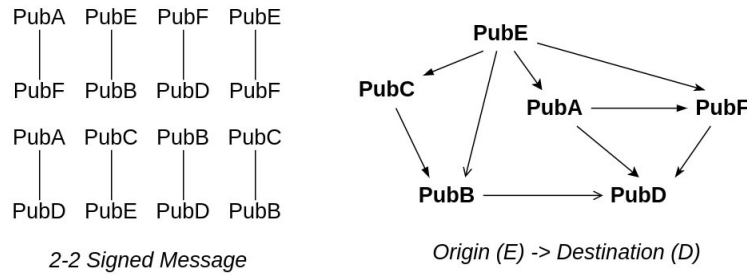 PubA PubE PubF PubE
PubF PubB PubD PubF
PubA PubC PubB PubC
PubD PubE PubD PubB
2-2 Signed Message
PubE
PubC
PubA PubF
PubB PubD
Origin (E) -> Destination (D)